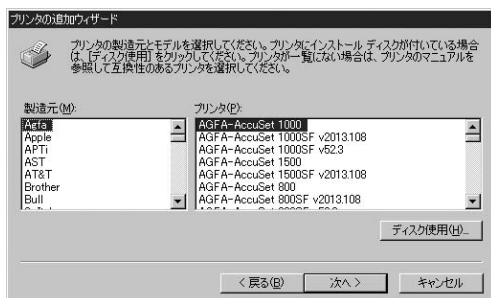 プリンタの追加ウィザード
プリンタの製造元とモデルを選択してください。プリンタにインストール ディスクが付いている場合
は、[ディスク使用] をクリックしてください。プリンタが一覧にない場合は、プリンタのマニュアルを
参照して互換性のあるプリンタを選択してください。
製造元(M):
Agfa
Apple
APTi
AST
AT&T
Brother
Bull
プリンタ(P):
AGFA-AccuSet 1000
AGFA-AccuSet 1000SF v2013.108
AGFA-AccuSet 1000SF v52.3
AGFA-AccuSet 1500
AGFA-AccuSet 1500SF v2013.108
AGFA-AccuSet 800
AGFA-AccuSet 800SF v2013.108
ディスク使用(H)...
< 戻る(B)
次へ >
キャンセル